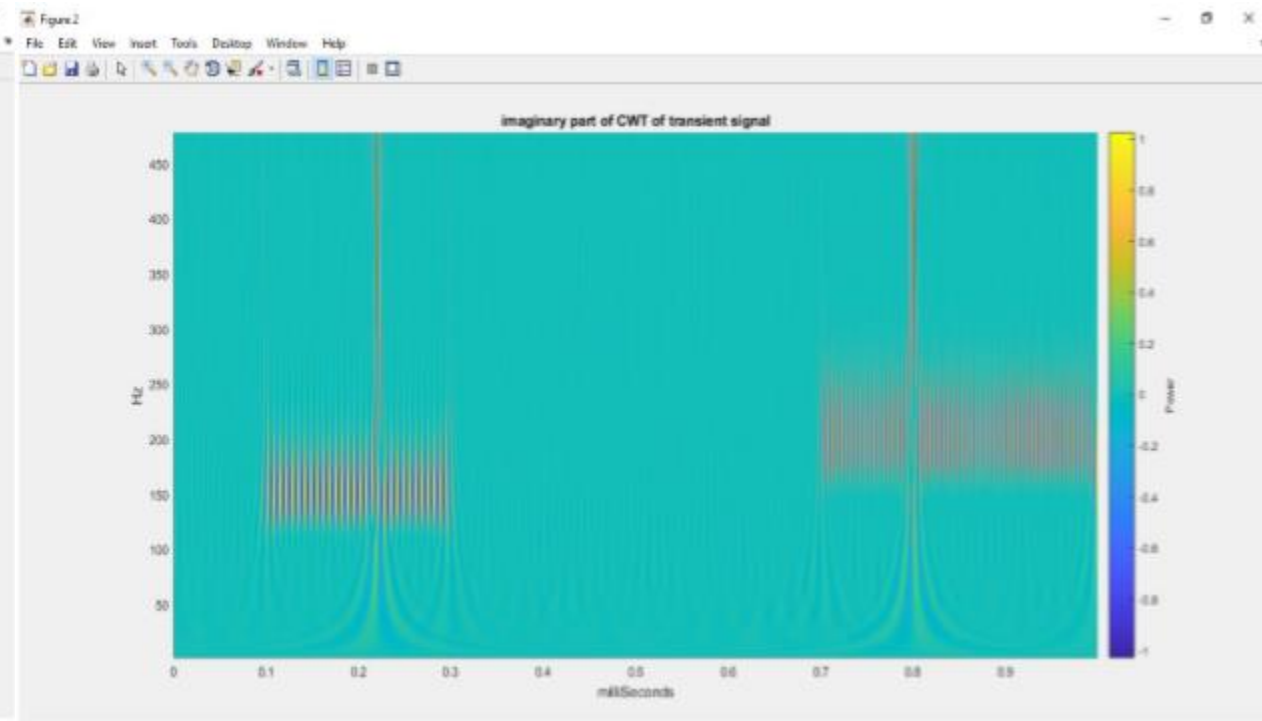 Figure 2
File Edit View Insert Tools Desktop Window Help
imaginary part of CWT of transient signal
450
400
350
300
250
200
150
100
50
Hz
0 0.1 0.2 0.3 0.4 0.5 0.6 0.7 0.8 0.9
milliSeconds
1
0.8
0.6
0.4
0.2
0
-0.2
-0.4
-0.6
-0.8
-1
Power